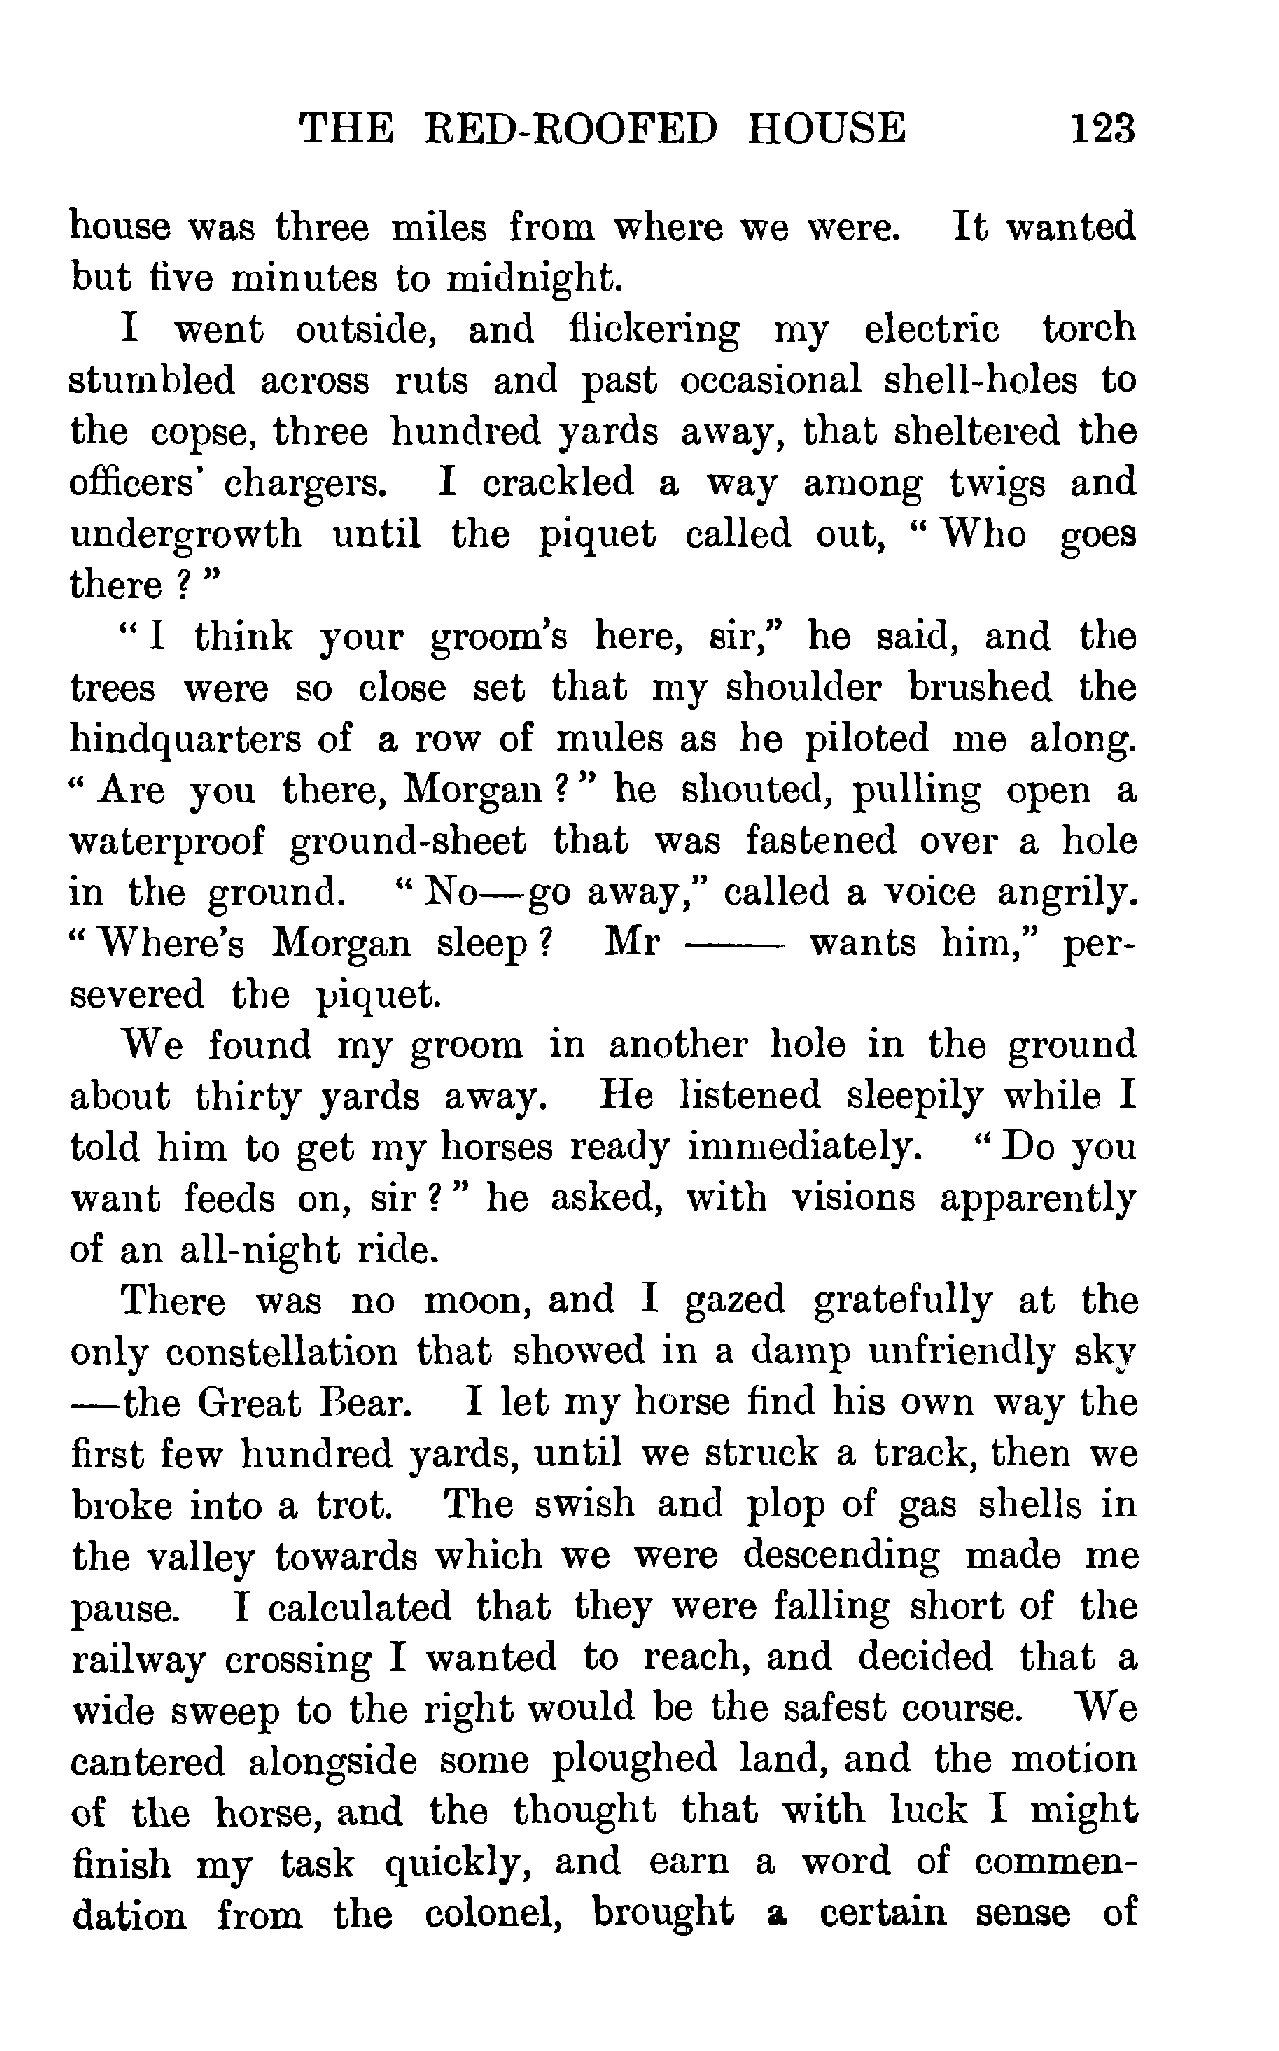 THE RED-ROOFED HOUSE 123
house was three miles from where we were. It wanted
but five minutes to midnight.
I went outside, and flickering my electric torch
stumbled across ruts and past occasional shell-holes to
the copse, three hundred yards away, that sheltered the
officers' chargers. I crackled a way among twigs and
undergrowth until the piquet called out, “ Who goes
there ? ”
“ I think your groom's here, sir,” he said, and the
trees were so close set that my shoulder brushed the
hindquarters of a row of mules as he piloted me along.
“ Are you there, Morgan ? ” he shouted, pulling open a
waterproof ground-sheet that was fastened over a hole
in the ground. “ No—go away,” called a voice angrily.
“ Where's Morgan sleep ? Mr —— wants him,” per-
severed the piquet.
We found my groom in another hole in the ground
about thirty yards away. He listened sleepily while I
told him to get my horses ready immediately. “ Do you
want feeds on, sir ? ” he asked, with visions apparently
of an all-night ride.
There was no moon, and I gazed gratefully at the
only constellation that showed in a damp unfriendly sky
—the Great Bear. I let my horse find his own way the
first few hundred yards, until we struck a track, then we
broke into a trot. The swish and plop of gas shells in
the valley towards which we were descending made me
pause. I calculated that they were falling short of the
railway crossing I wanted to reach, and decided that a
wide sweep to the right would be the safest course. We
cantered alongside some ploughed land, and the motion
of the horse, and the thought that with luck I might
finish my task quickly, and earn a word of commen-
dation from the colonel, brought a certain sense of